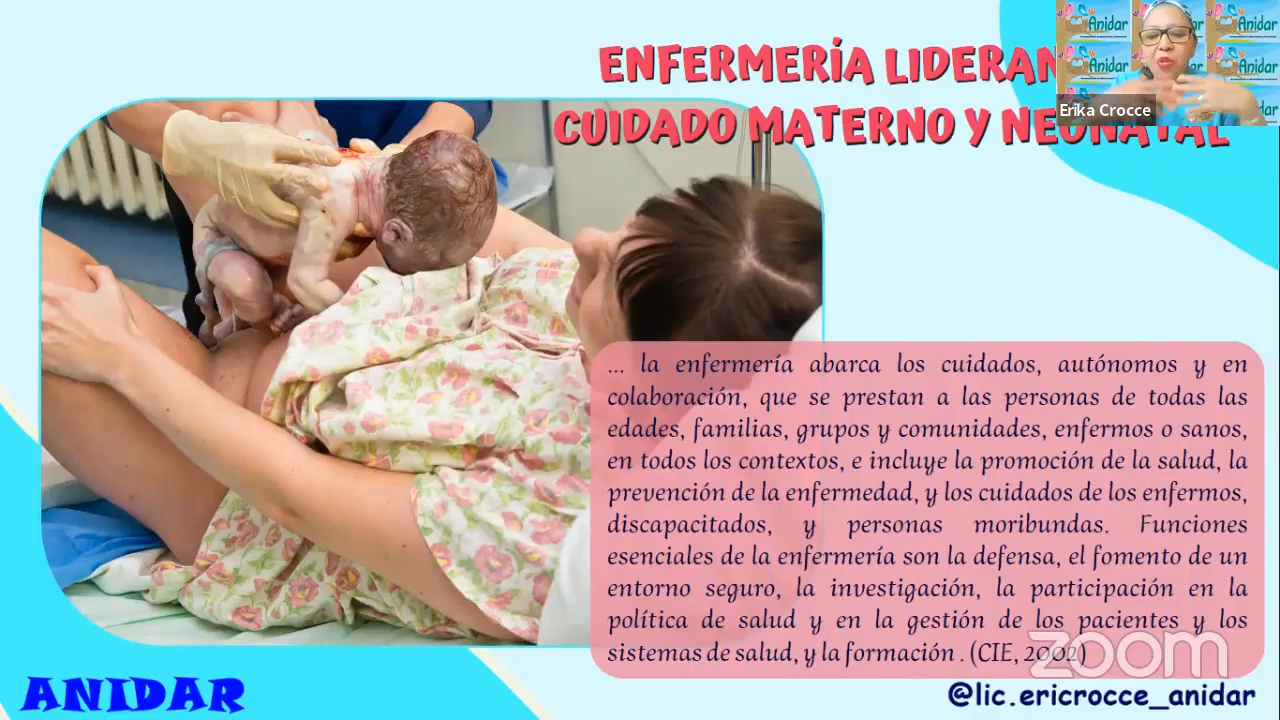 ENFERMERÍA LIDERAN
CUIDADO MATERNO Y NEONATAL
Anidar
Anidar
Anidar
Anidar
Erika Crocce
... la enfermería abarca los cuidados, autónomos y en
colaboración, que se prestan a las personas de todas las
edades, familias, grupos y comunidades, enfermos o sanos,
en todos los contextos, e incluye la promoción de la salud, la
prevención de la enfermedad, y los cuidados de los enfermos,
discapacitados, y personas moribundas. Funciones
esenciales de la enfermería son la defensa, el fomento de un
entorno seguro, la investigación, la participación en la
política de salud y en la gestión de los pacientes y los
sistemas de salud, y la formación . (CIE, 2002)
zoom
ANIDAR
@lic.ericrocce_anidar